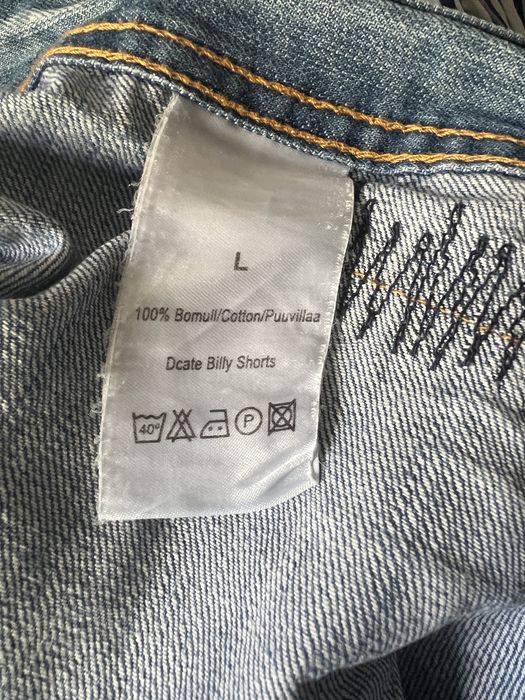 L
100% Bomull/Cotton/Puuvillaa
Dcate Billy Shorts
40° P